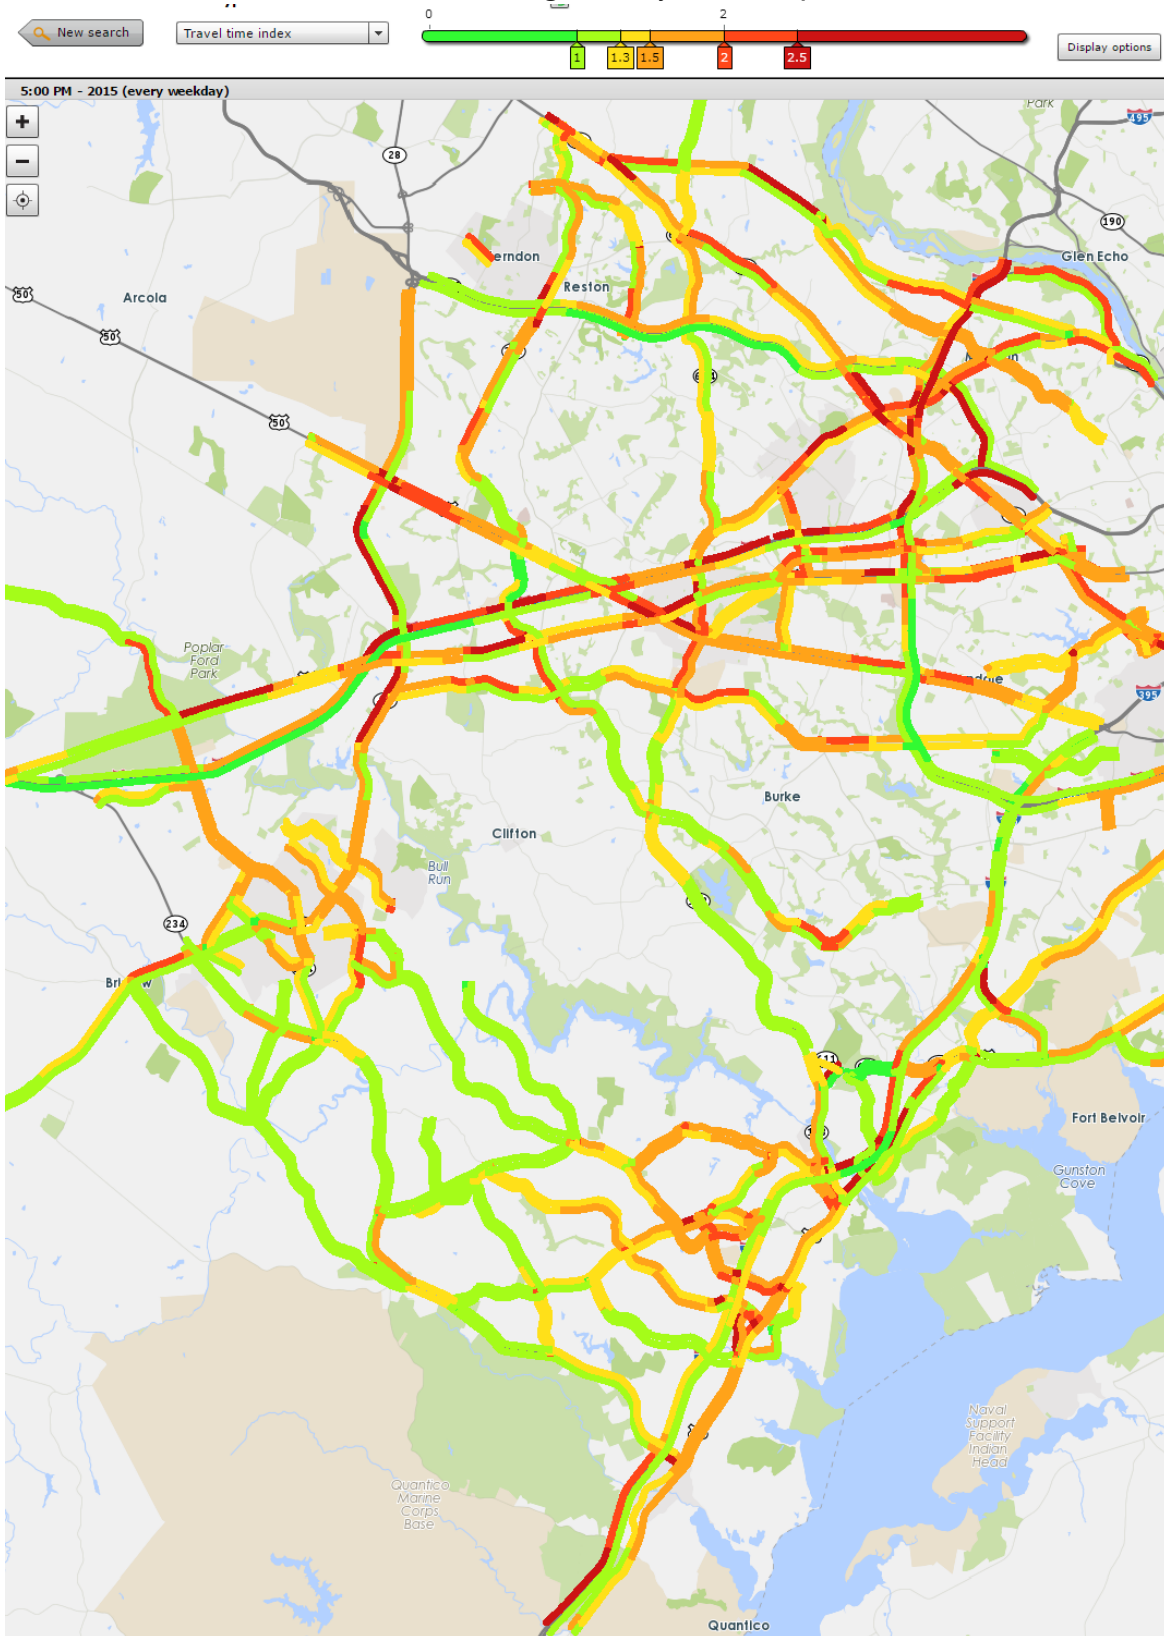 0
2
New search
Travel time index
1
1.3
1.5
2
2.5
Display options
5:00 PM - 2015 (every weekday)
+
−
Park
495
28
190
erndon
Glen Echo
50
Arcola
Reston
50
50
Poplar
Ford
Park
395
Burke
Clifton
Bull
Run
234
Fort Belvoir
Gunston
Cove
Naval
Support
Facility
Indian
Head
Quantico
Marine
Corps
Base
Quantico